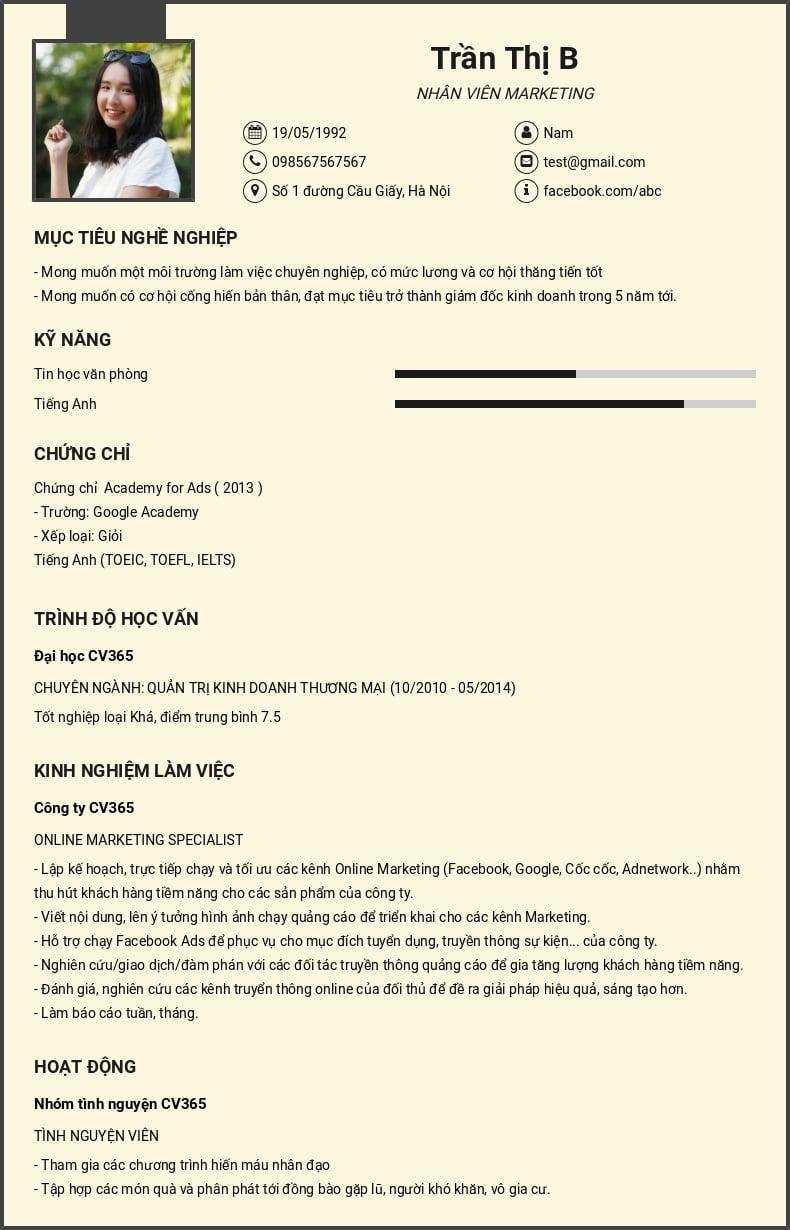 Trần Thị B
NHÂN VIÊN MARKETING
19/05/1992
Nam
098567567567
test@gmail.com
Số 1 đường Cầu Giấy, Hà Nội
facebook.com/abc
MỤC TIÊU NGHỀ NGHIỆP
- Mong muốn một môi trường làm việc chuyên nghiệp, có mức lương và cơ hội thăng tiến tốt
- Mong muốn có cơ hội cống hiến bản thân, đạt mục tiêu trở thành giám đốc kinh doanh trong 5 năm tới.
KỸ NĂNG
Tin học văn phòng
Tiếng Anh
CHỨNG CHỈ
Chứng chỉ  Academy for Ads ( 2013 )
- Trường: Google Academy
- Xếp loại: Giỏi
Tiếng Anh (TOEIC, TOEFL, IELTS)
TRÌNH ĐỘ HỌC VẤN
Đại học CV365
CHUYÊN NGÀNH: QUẢN TRỊ KINH DOANH THƯƠNG MẠI (10/2010 - 05/2014)
Tốt nghiệp loại Khá, điểm trung bình 7.5
KINH NGHIỆM LÀM VIỆC
Công ty CV365
ONLINE MARKETING SPECIALIST
- Lập kế hoạch, trực tiếp chạy và tối ưu các kênh Online Marketing (Facebook, Google, Cốc cốc, Adnetwork..) nhằm
thu hút khách hàng tiềm năng cho các sản phẩm của công ty.
- Viết nội dung, lên ý tưởng hình ảnh chạy quảng cáo để triển khai cho các kênh Marketing.
- Hỗ trợ chạy Facebook Ads để phục vụ cho mục đích tuyển dụng, truyền thông sự kiện... của công ty.
- Nghiên cứu/giao dịch/đàm phán với các đối tác truyền thông quảng cáo để gia tăng lượng khách hàng tiềm năng.
- Đánh giá, nghiên cứu các kênh truyển thông online của đối thủ để đề ra giải pháp hiệu quả, sáng tạo hơn.
- Làm báo cáo tuần, tháng.
HOẠT ĐỘNG
Nhóm tình nguyện CV365
TÌNH NGUYỆN VIÊN
- Tham gia các chương trình hiến máu nhân đạo
- Tập hợp các món quà và phân phát tới đồng bào gặp lũ, người khó khăn, vô gia cư.